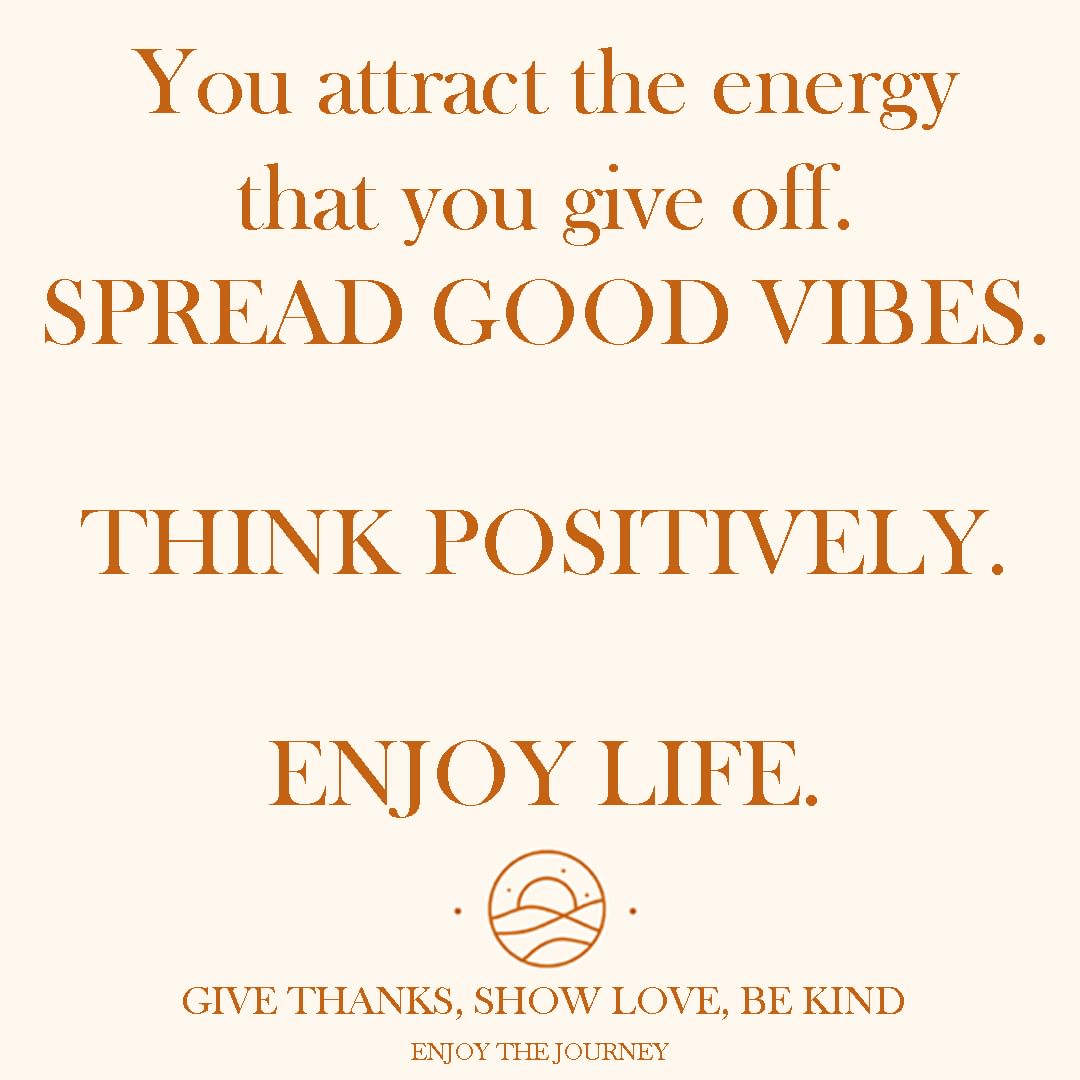 You attract the energy
that you give off.
SPREAD GOOD VIBES.
THINK POSITIVELY.
ENJOY LIFE.
GIVE THANKS, SHOW LOVE, BE KIND
ENJOY THE JOURNEY